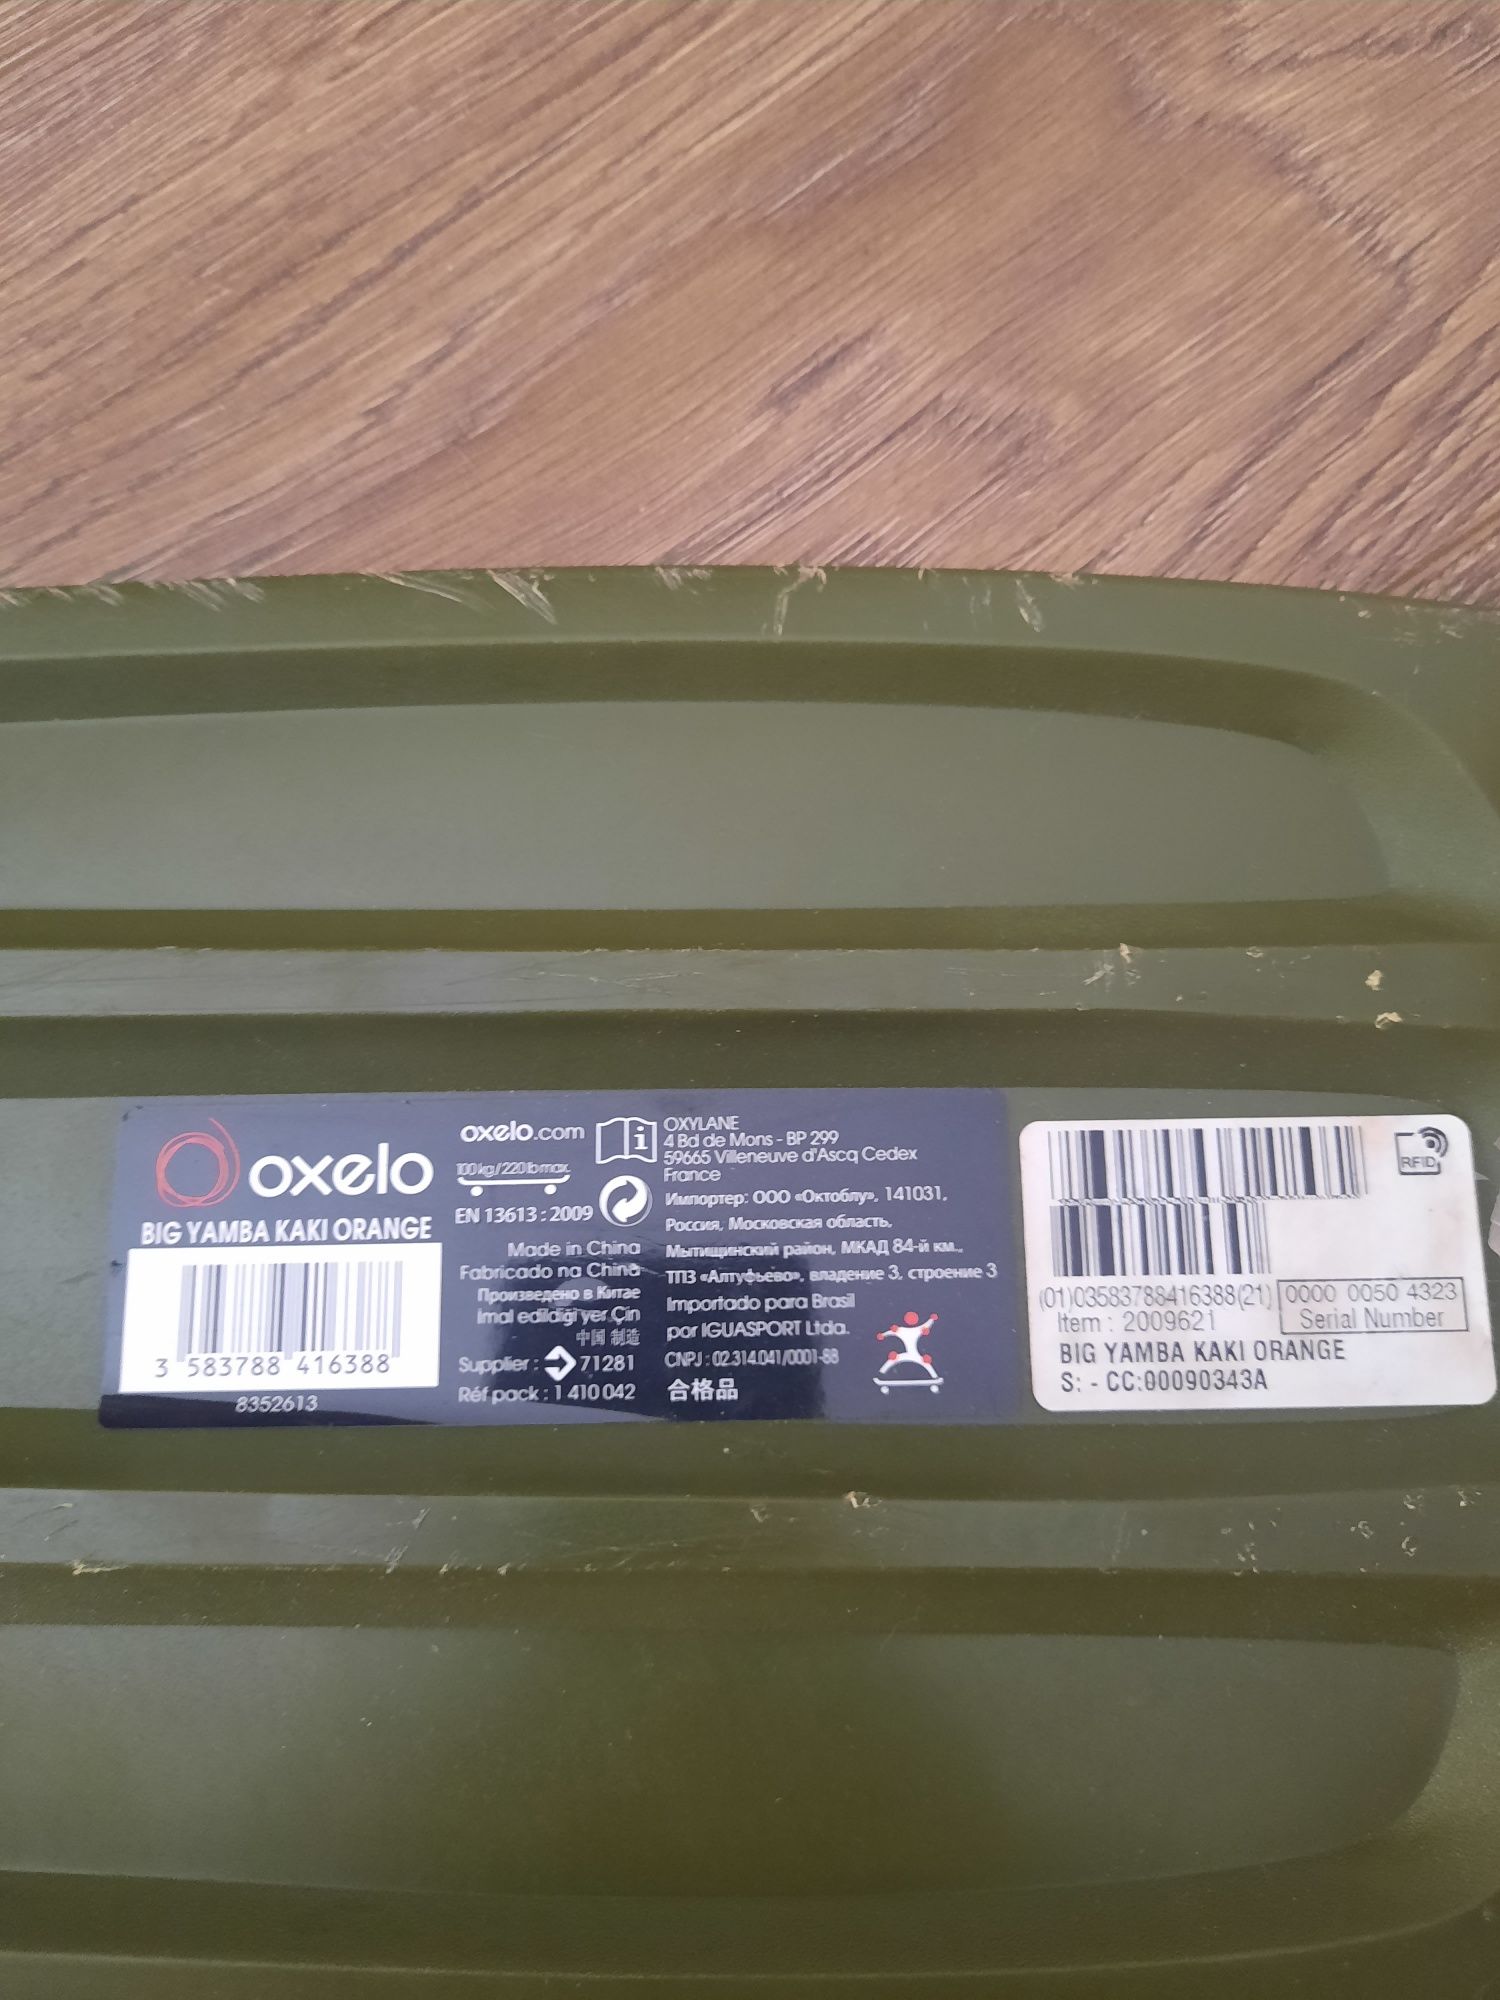 oxelo
BIG YAMBA KAKI ORANGE
3 583788 416388
8352613
oxelo.com
100kg/220lb max.
EN 13613 : 2009
Made in China
Fabricado na China
Произведено в Китае
Imal edildiği yer Çin
中国 制造
Supplier : 71281
Réf pack : 1 410 042
OXYLANE
4 Bd de Mons - BP 299
59665 Villeneuve d'Ascq Cedex
France
Импортер: ООО «Октоблу», 141031,
Россия, Московская область,
Мытищинский район, МКАД 84-й км.,
ТПЗ «Алтуфьево», владение 3, строение 3
Importado para Brasil
por IGUASPORT Ltda.
CNPJ : 02.314.041/0001-88
合格品
RFID
(01)03583788416388(21)
0000 0050 4323
Serial Number
Item : 2009621
BIG YAMBA KAKI ORANGE
S: - CC:00090343A